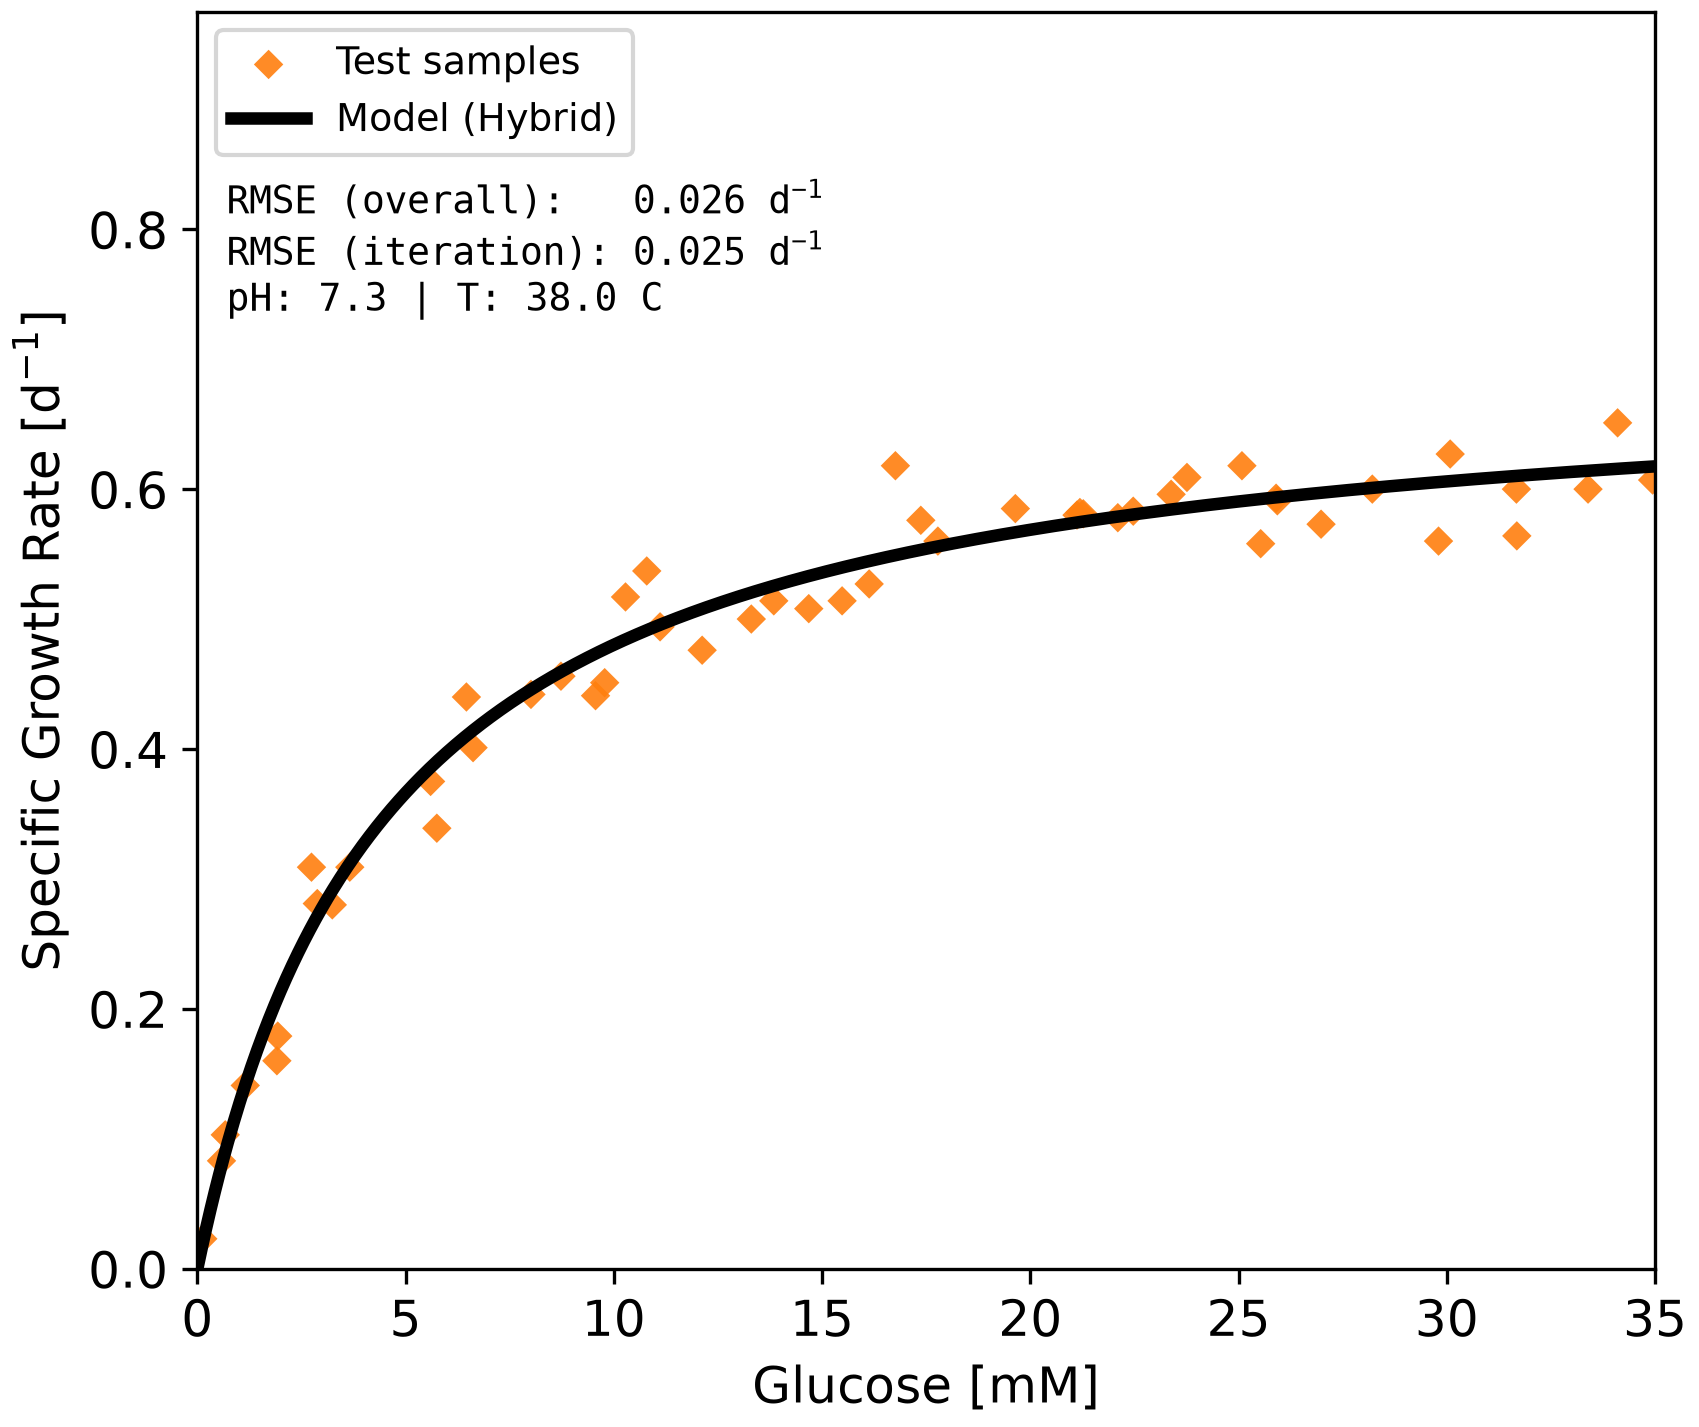 Test samples
Model (Hybrid)
RMSE (overall): 0.026 d⁻¹
RMSE (iteration): 0.025 d⁻¹
pH: 7.3 | T: 38.0 C
Specific Growth Rate [d⁻¹]
0.8
0.6
0.4
0.2
0.0
0 5 10 15 20 25 30 35
Glucose [mM]